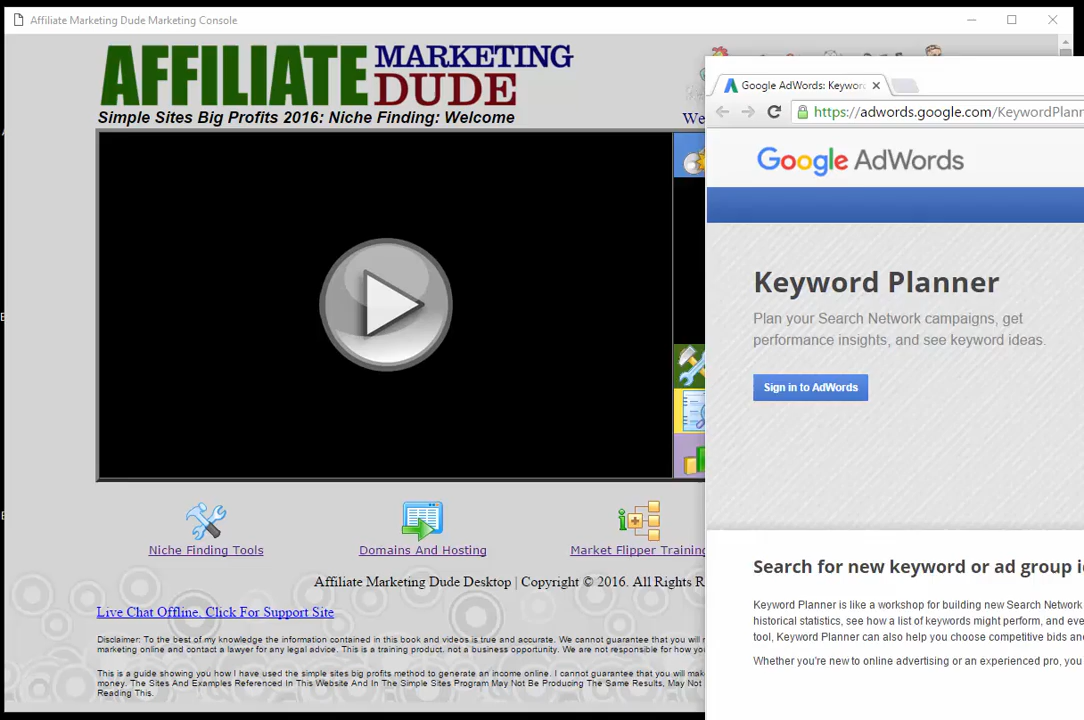 Affiliate Marketing Dude Marketing Console
AFFILIATE MARKETING DUDE
Simple Sites Big Profits 2016: Niche Finding: Welcome
We
Niche Finding Tools
Domains And Hosting
Market Flipper Training
Affiliate Marketing Dude Desktop | Copyright © 2016. All Rights R
Live Chat Offline. Click For Support Site
Disclaimer: To the best of my knowledge the information contained in this book and videos is true and accurate. We cannot guarantee that you will r
marketing online and contact a lawyer for any legal advice. This is a training product, not a business opportunity. We are not responsible for how you
This is a guide showing you how I have used the simple sites big profits method to generate an income online. I cannot guarantee that you will mak
money. The Sites And Examples Referenced In This Website And In The Simple Sites Program May Not Be Producing The Same Results, May Not
Reading This.
Google AdWords: Keywor
https://adwords.google.com/KeywordPlann
Google AdWords
Keyword Planner
Plan your Search Network campaigns, get
performance insights, and see keyword ideas.
Sign in to AdWords
Search for new keyword or ad group i
Keyword Planner is like a workshop for building new Search Network
historical statistics, see how a list of keywords might perform, and eve
tool, Keyword Planner can also help you choose competitive bids an
Whether you're new to online advertising or an experienced pro, you